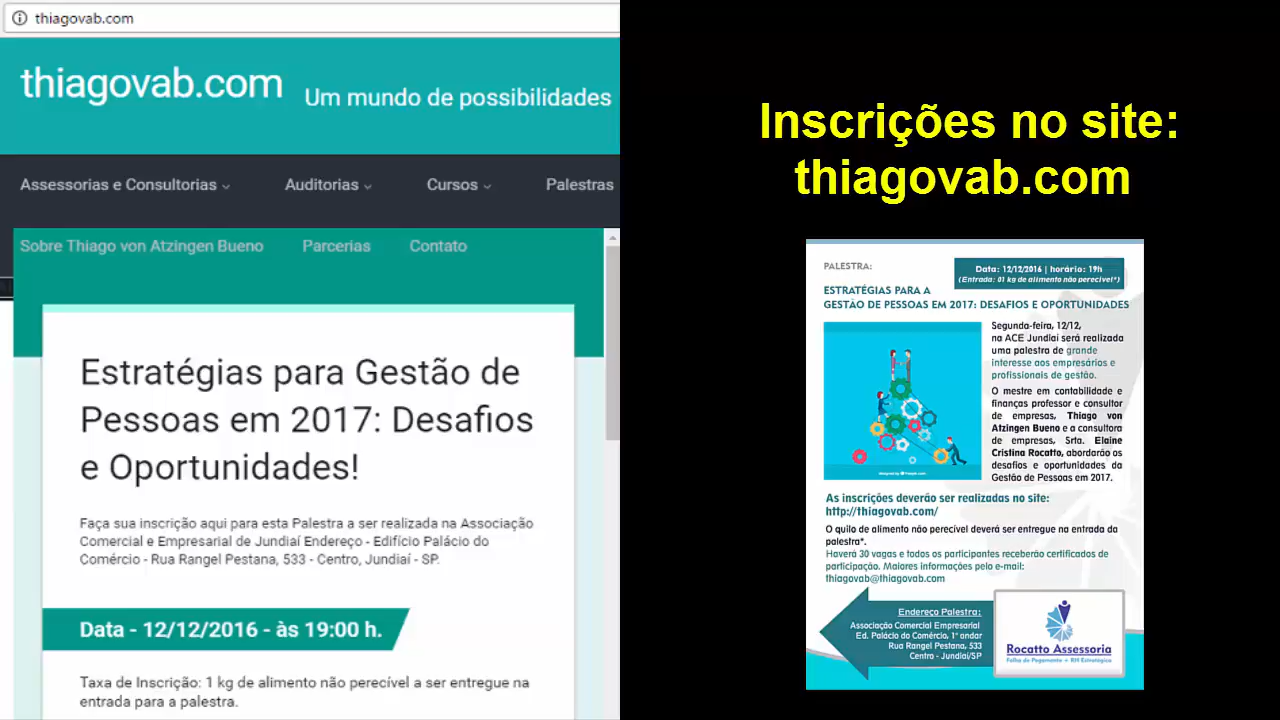 thiagovab.com
thiagovab.com Um mundo de possibilidades
Assessorias e Consultorias Auditorias Cursos Palestras
Sobre Thiago von Atzingen Bueno Parcerias Contato
Estratégias para Gestão de
Pessoas em 2017: Desafios
e Oportunidades!
Faça sua inscrição aqui para esta Palestra a ser realizada na Associação
Comercial e Empresarial de Jundiaí Endereço - Edifício Palácio do
Comércio - Rua Rangel Pestana, 533 - Centro, Jundiaí - SP.
Data - 12/12/2016 - às 19:00 h.
Taxa de Inscrição: 1 kg de alimento não perecível a ser entregue na
entrada para a palestra.
Inscrições no site:
thiagovab.com
PALESTRA:
Data: 12/12/2016 | horário: 19h
(Entrada: 01 kg de alimento não perecível*)
ESTRATÉGIAS PARA A
GESTÃO DE PESSOAS EM 2017: DESAFIOS E OPORTUNIDADES
Segunda-feira, 12/12,
na ACE Jundiaí será realizada
uma palestra de grande
interesse aos empresários e
profissionais de gestão.
O mestre em contabilidade e
finanças professor e consultor
de empresas, Thiago von
Atzingen Bueno e a consultora
de empresas, Srta. Elaine
Cristina Rocatto, abordarão os
desafios e oportunidades da
Gestão de Pessoas em 2017.
As inscrições deverão ser realizadas no site:
http://thiagovab.com/
O quilo de alimento não perecível deverá ser entregue na entrada da
palestra*.
Haverá 30 vagas e todos os participantes receberão certificados de
participação. Maiores informações pelo e-mail:
thiagovab@thiagovab.com
Endereço Palestra:
Associação Comercial Empresarial
Ed. Palácio do Comércio, 1º andar
Rua Rangel Pestana, 533
Centro - Jundiaí/SP
Rocatto Assessoria
Folha de Pagamento + RH Estratégico